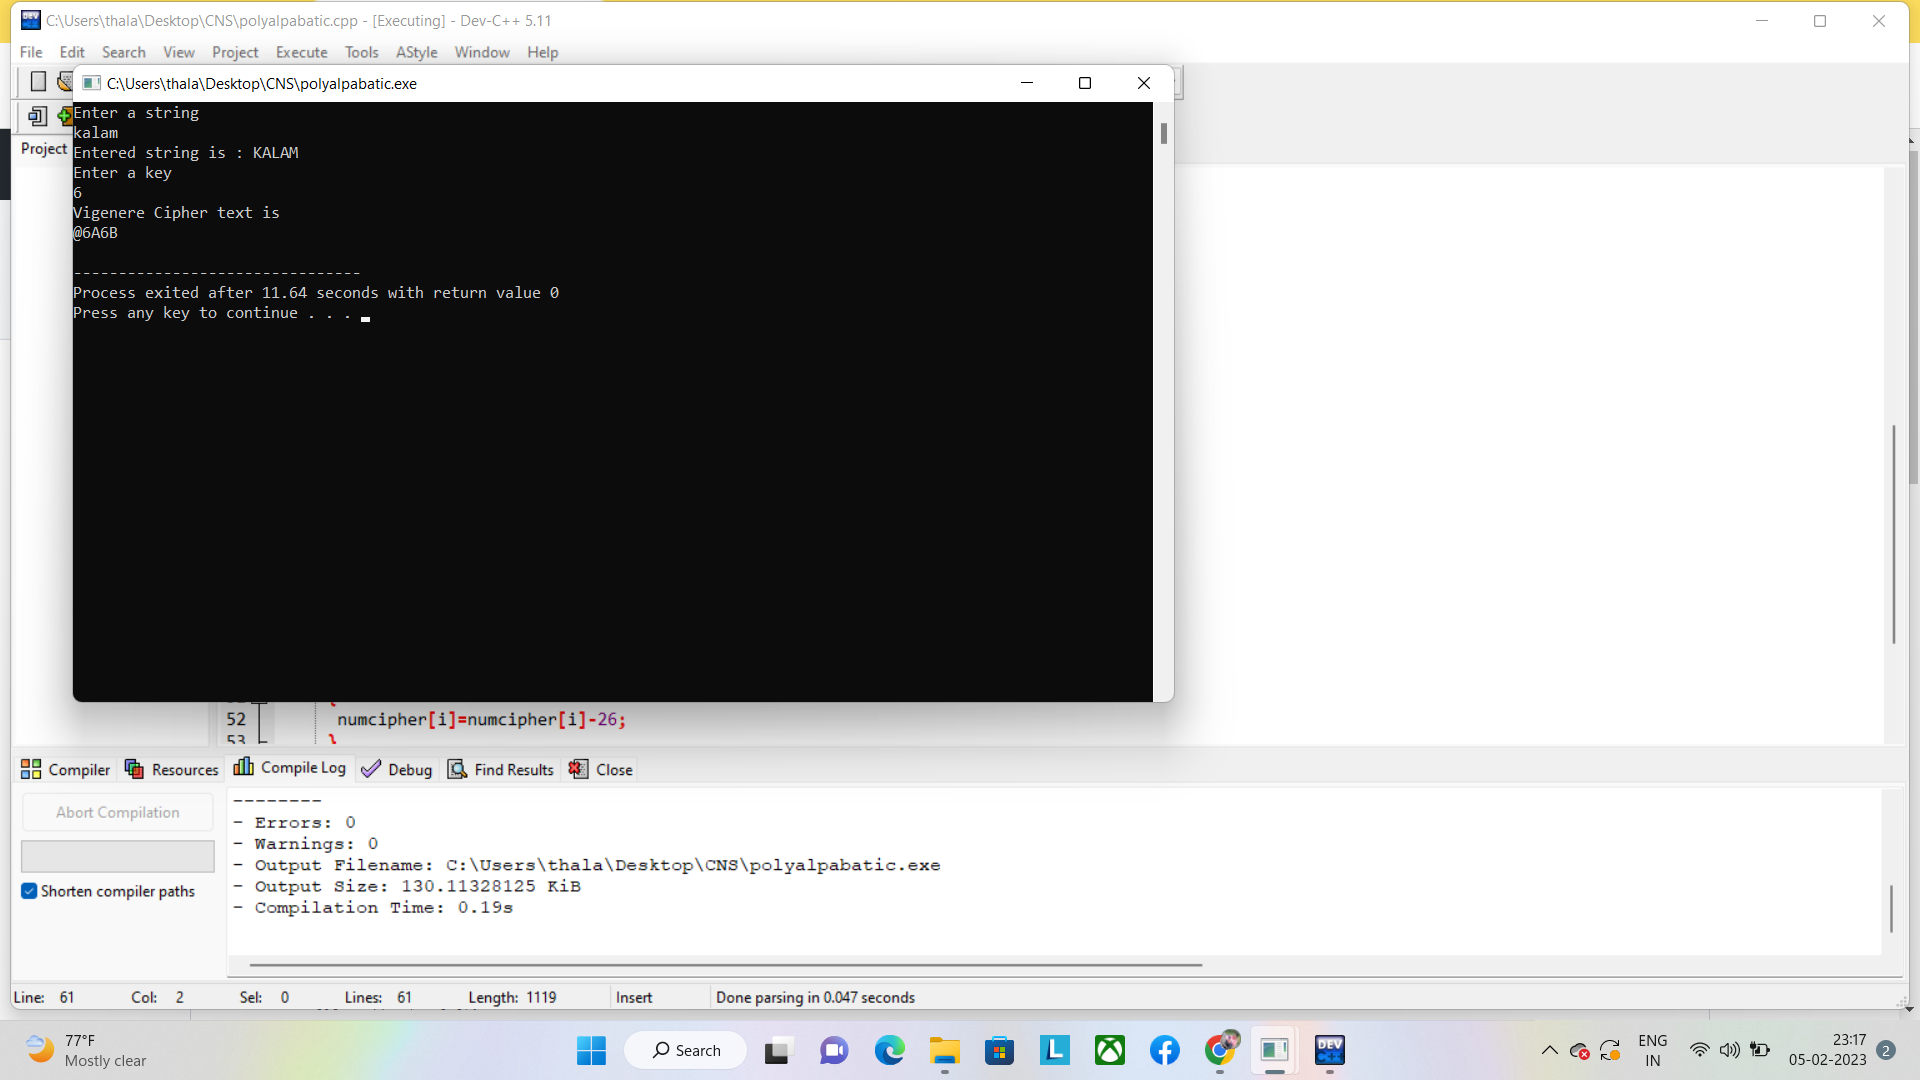 C:\Users\thala\Desktop\CNS\polyalpabatic.cpp - [Executing] - Dev-C++ 5.11
File Edit Search View Project Execute Tools AStyle Window Help
C:\Users\thala\Desktop\CNS\polyalpabatic.exe
Project
Enter a string
kalam
Entered string is : KALAM
Enter a key
6
Vigenere Cipher text is
@6A6B
--------------------------------
Process exited after 11.64 seconds with return value 0
Press any key to continue . . .
52 numcipher[i]=numcipher[i]-26;
53 }
Compiler Resources Compile Log Debug Find Results Close
Abort Compilation
Shorten compiler paths
--------
- Errors: 0
- Warnings: 0
- Output Filename: C:\Users\thala\Desktop\CNS\polyalpabatic.exe
- Output Size: 130.11328125 KiB
- Compilation Time: 0.19s
Line: 61 Col: 2 Sel: 0 Lines: 61 Length: 1119 Insert Done parsing in 0.047 seconds
77°F
Mostly clear
Search
L
DEV
C++
ENG
IN
23:17
05-02-2023
2